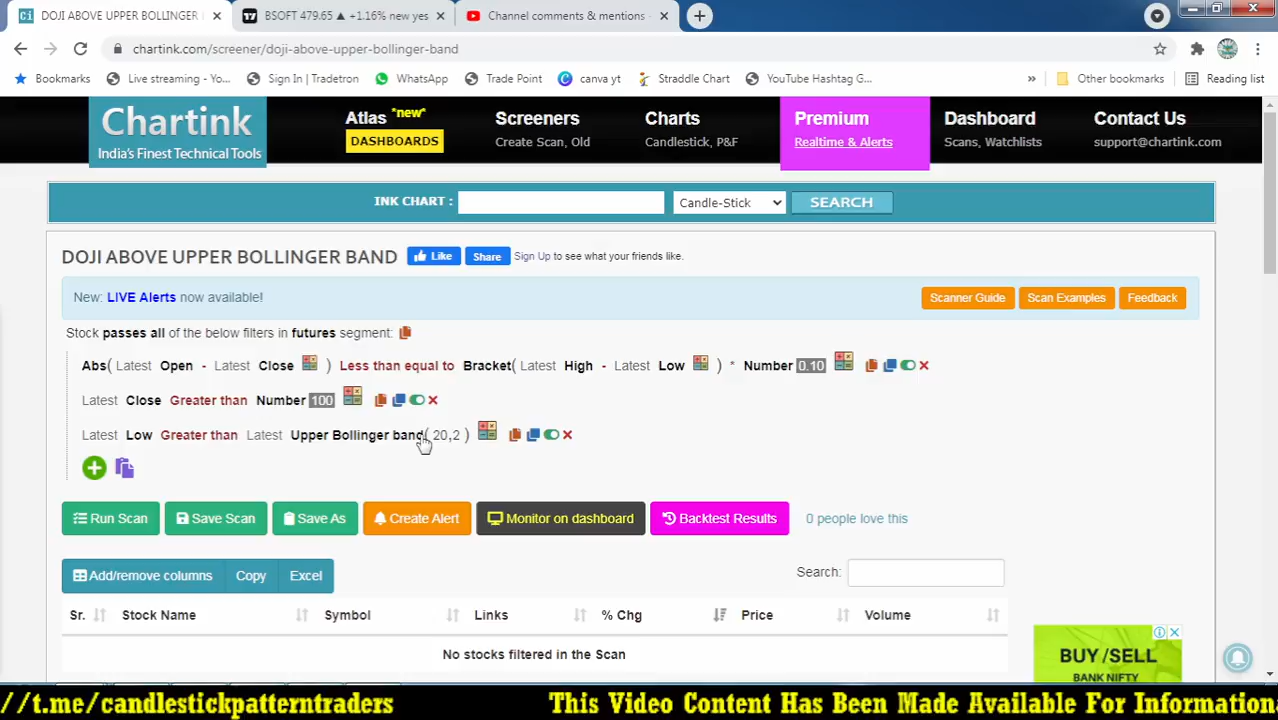 DOJI ABOVE UPPER BOLLINGER
BSOFT 479.65 ▲ +1.16% new yes
Channel comments & mentions -
chartink.com/screener/doji-above-upper-bollinger-band
Bookmarks
Live streaming - Yo...
Sign In | Tradetron
WhatsApp
Trade Point
canva yt
Straddle Chart
YouTube Hashtag G...
»
Other bookmarks
Reading list
Chartink
India's Finest Technical Tools
Atlas *new*
DASHBOARDS
Screeners
Create Scan, Old
Charts
Candlestick, P&F
Premium
Realtime & Alerts
Dashboard
Scans, Watchlists
Contact Us
support@chartink.com
INK CHART :
Candle-Stick
SEARCH
DOJI ABOVE UPPER BOLLINGER BAND
Like
Share
Sign Up to see what your friends like.
New: LIVE Alerts now available!
Scanner Guide
Scan Examples
Feedback
Stock passes all of the below filters in futures segment:
Abs( Latest Open - Latest Close ) Less than equal to Bracket( Latest High - Latest Low ) * Number 0.10
Latest Close Greater than Number 100
Latest Low Greater than Latest Upper Bollinger band( 20,2 )
Run Scan
Save Scan
Save As
Create Alert
Monitor on dashboard
Backtest Results
0 people love this
Add/remove columns
Copy
Excel
Search:
Sr.
Stock Name
Symbol
Links
% Chg
Price
Volume
No stocks filtered in the Scan
BUY /SELL
BANK NIFTY
//t.me/candlestickpatterntraders
This Video Content Has Been Made Available For Informationa